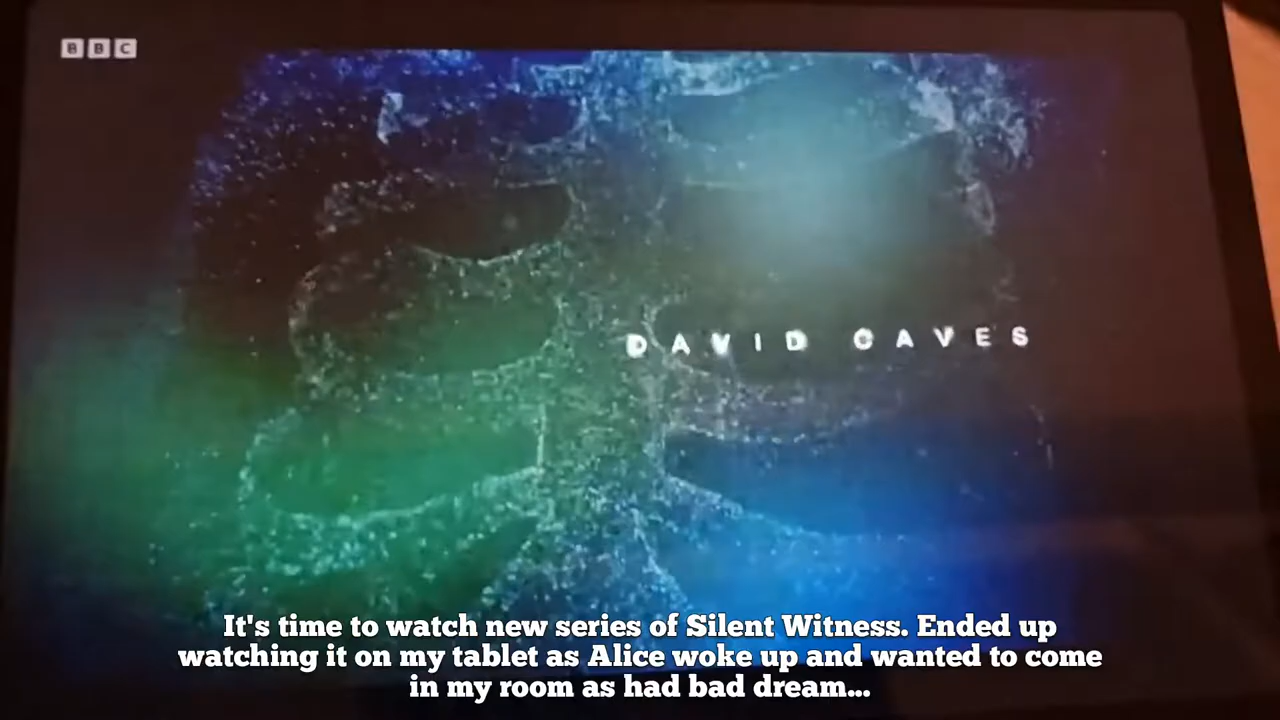 BBC
DAVID CAVES
It's time to watch new series of Silent Witness. Ended up
watching it on my tablet as Alice woke up and wanted to come
in my room as had bad dream...